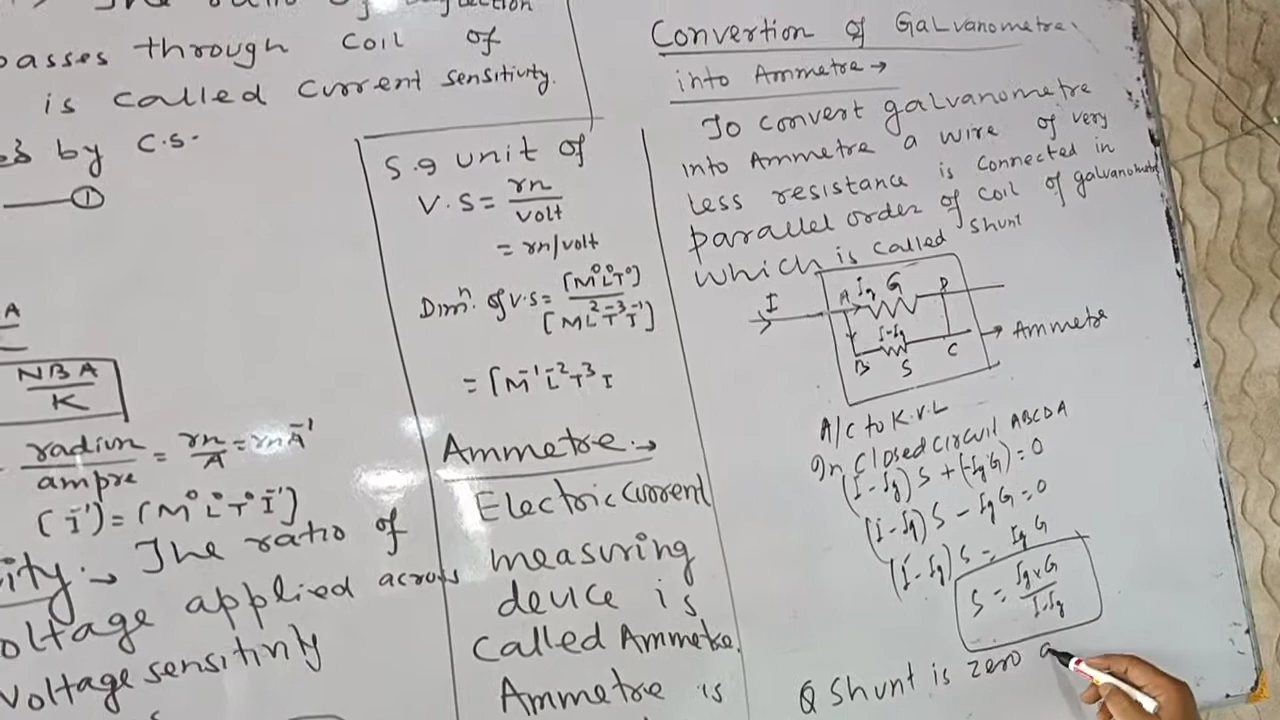 passes through coil of
is called current sensitivity.
by C.S.
①
NBA
K
radian
ampre
= rn/A = rn A⁻¹
(I⁻¹) = [M⁰L⁰T⁰I⁻¹]
The ratio of
voltage applied across
voltage sensitivity
S.9 unit of
V.S = rn/volt
= rn/volt
Dimⁿ. of V.S = [M⁰L⁰T⁰]
[ML²T⁻³I⁻¹]
= [M⁻¹L⁻²T³I
Ammetre.→
Electric current
measuring
device is
called Ammetre.
Ammetre is
Convertion of Galvanometre
into Ammetre→
To convert galvanometre
into Ammetre a wire of very
less resistance is connected in
parallel order of coil of galvanometre
which is called shunt
I
A Ig G D
I-Ig
B S C
Ammetre
A/C to K.V.L
In closed circuit ABCDA
(I-Ig)S + (-IgG) = 0
(I-Ig)S - IgG = 0
(I-Ig)S = IgG
S = Ig×G
I-Ig
Q Shunt is zero a